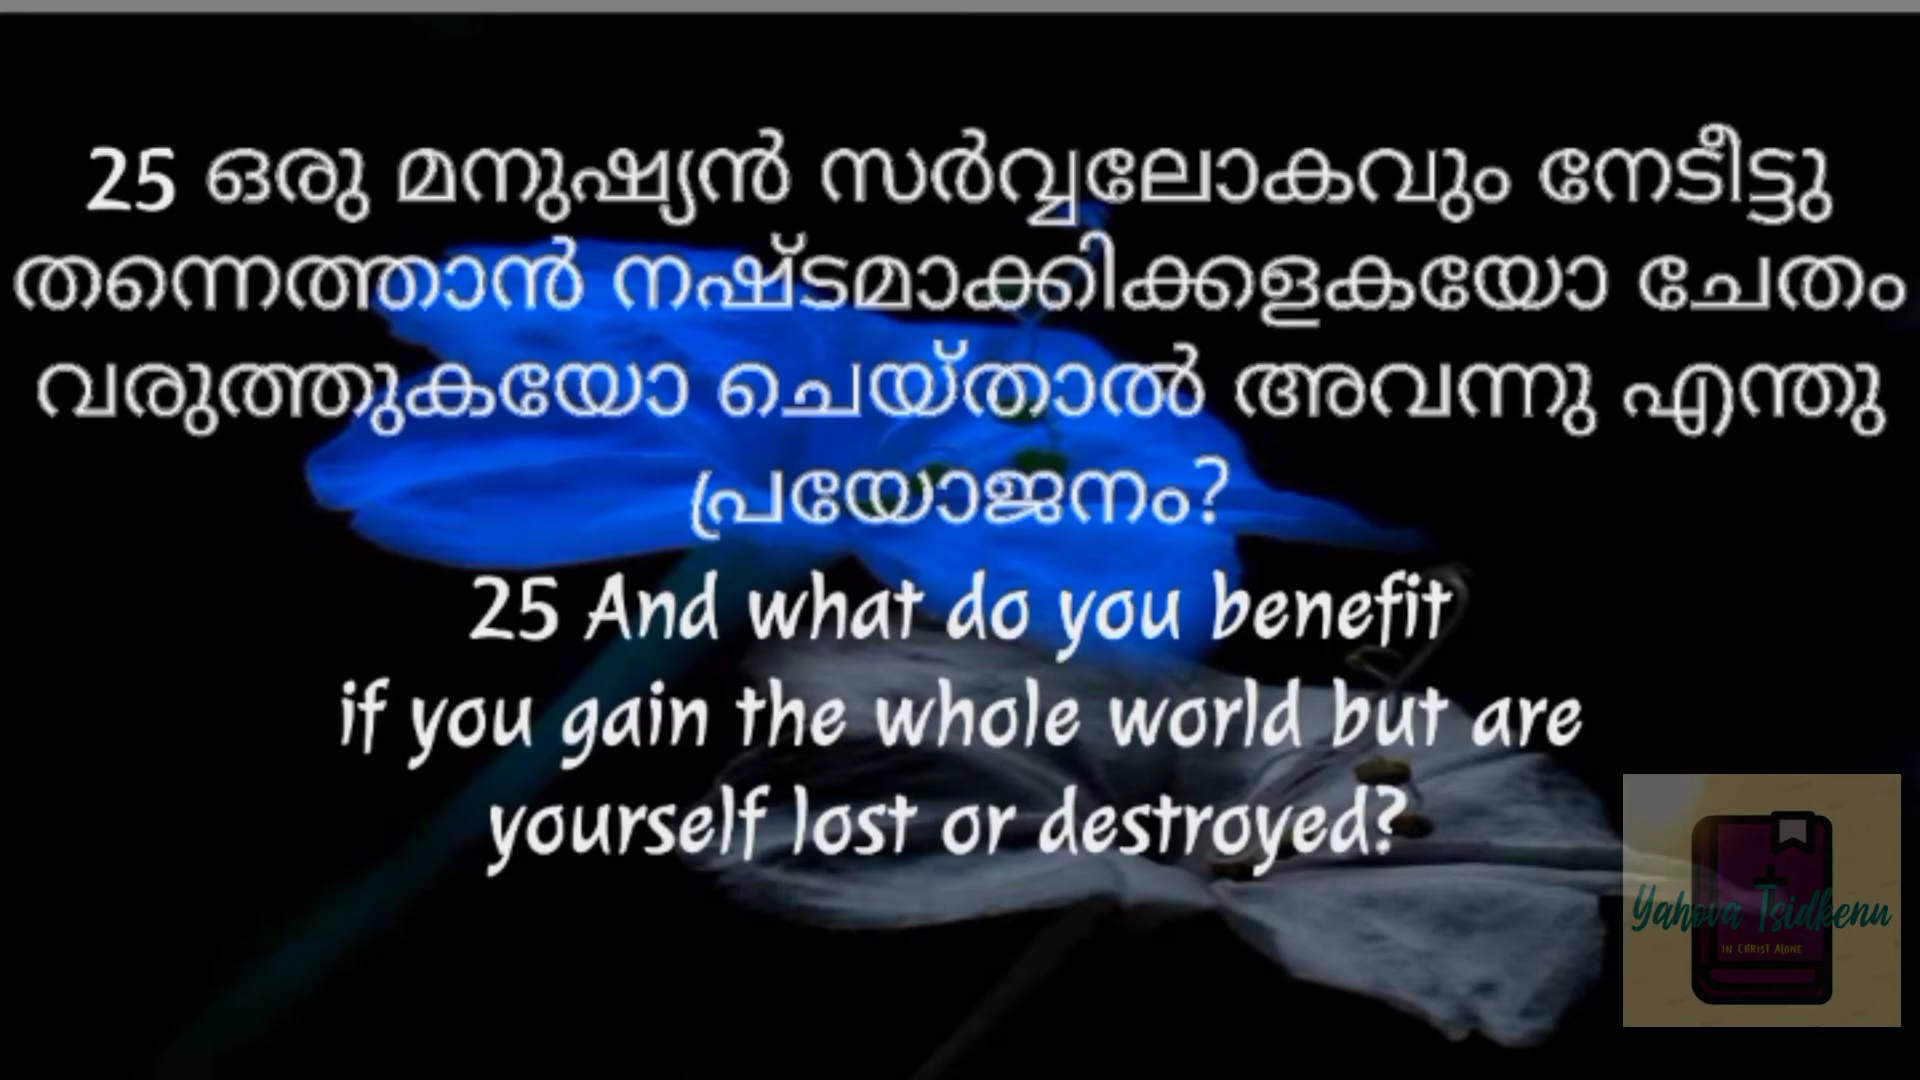 25 ഒരു മനുഷ്യൻ സർവ്വലോകവും നേടീട്ടു
തന്നെത്താൻ നഷ്ടമാക്കിക്കളകയോ ചേതം
വരുത്തുകയോ ചെയ്താൽ അവന്നു എന്തു
പ്രയോജനം?
25 And what do you benefit
if you gain the whole world but are
yourself lost or destroyed?
Yahova Tsidkenu
IN CHRIST ALONE